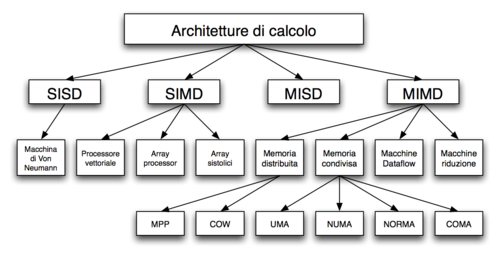 Architetture di calcolo
SISD
SIMD
MISD
MIMD
Macchina
di Von
Neumann
Processore
vettoriale
Array
processor
Array
sistolici
Memoria
distribuita
Memoria
condivisa
Macchine
Dataflow
Macchine
riduzione
MPP
COW
UMA
NUMA
NORMA
COMA